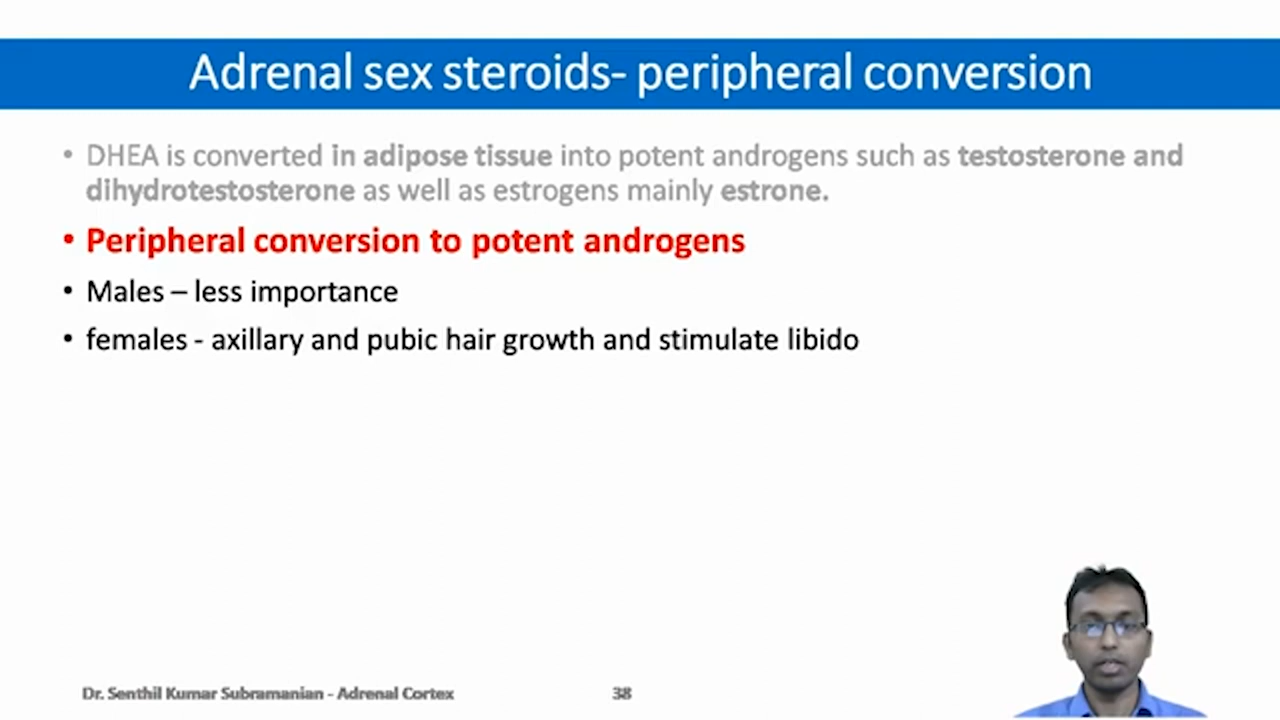 Adrenal sex steroids- peripheral conversion
• DHEA is converted in adipose tissue into potent androgens such as testosterone and
dihydrotestosterone as well as estrogens mainly estrone.
• Peripheral conversion to potent androgens
• Males – less importance
• females - axillary and pubic hair growth and stimulate libido
Dr. Senthil Kumar Subramanian - Adrenal Cortex
38